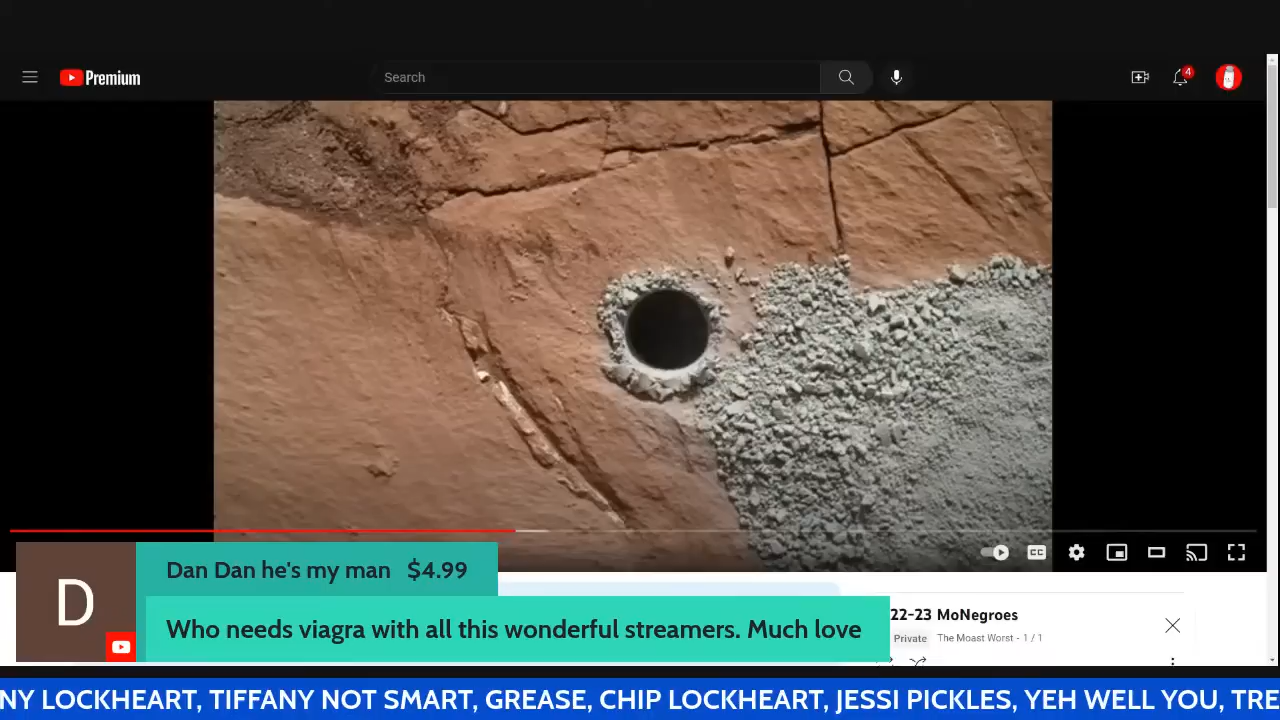 Premium
Search
4
CC
D
Dan Dan he's my man $4.99
Who needs viagra with all this wonderful streamers. Much love
22-23 MoNegroes
Private The Moast Worst - 1 / 1
NY LOCKHEART, TIFFANY NOT SMART, GREASE, CHIP LOCKHEART, JESSI PICKLES, YEH WELL YOU, TRE